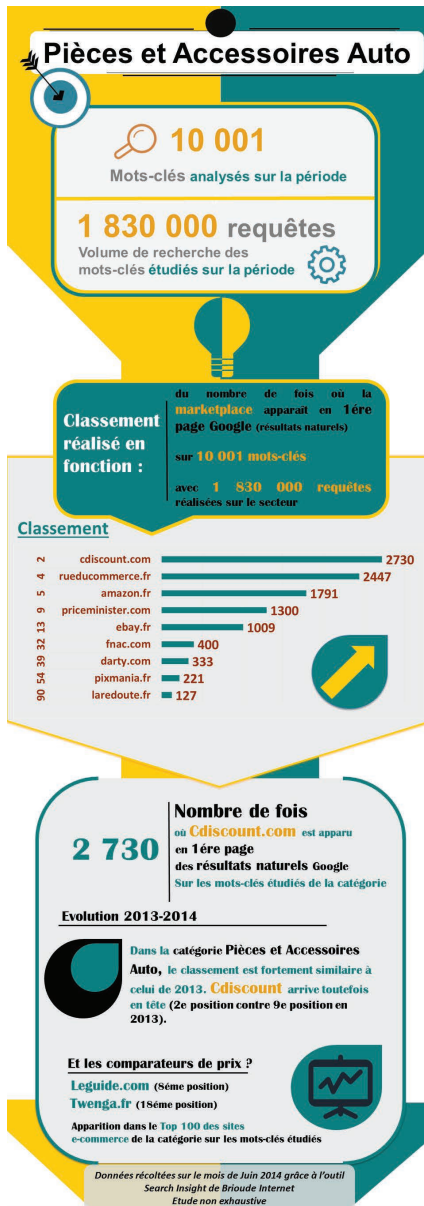 Pièces et Accessoires Auto
10 001
Mots-clés analysés sur la période
1 830 000 requêtes
Volume de recherche des
mots-clés étudiés sur la période
Classement
réalisé en
fonction :
du nombre de fois où la
marketplace apparait en 1ére
page Google (résultats naturels)
sur 10 001 mots-clés
avec 1 830 000 requêtes
réalisées sur le secteur
Classement
2 cdiscount.com 2730
4 rueducommerce.fr 2447
5 amazon.fr 1791
9 priceminister.com 1300
13 ebay.fr 1009
32 fnac.com 400
39 darty.com 333
54 pixmania.fr 221
90 laredoute.fr 127
2 730
Nombre de fois
où Cdiscount.com est apparu
en 1ére page
des résultats naturels Google
Sur les mots-clés étudiés de la catégorie
Evolution 2013-2014
Dans la catégorie Pièces et Accessoires
Auto, le classement est fortement similaire à
celui de 2013. Cdiscount arrive toutefois
en tête (2e position contre 9e position en
2013).
Et les comparateurs de prix ?
Leguide.com (8éme position)
Twenga.fr (18éme position)
Apparition dans le Top 100 des sites
e-commerce de la catégorie sur les mots-clés étudiés
Données récoltées sur le mois de Juin 2014 grâce à l'outil
Search Insight de Brioude Internet
Etude non exhaustive